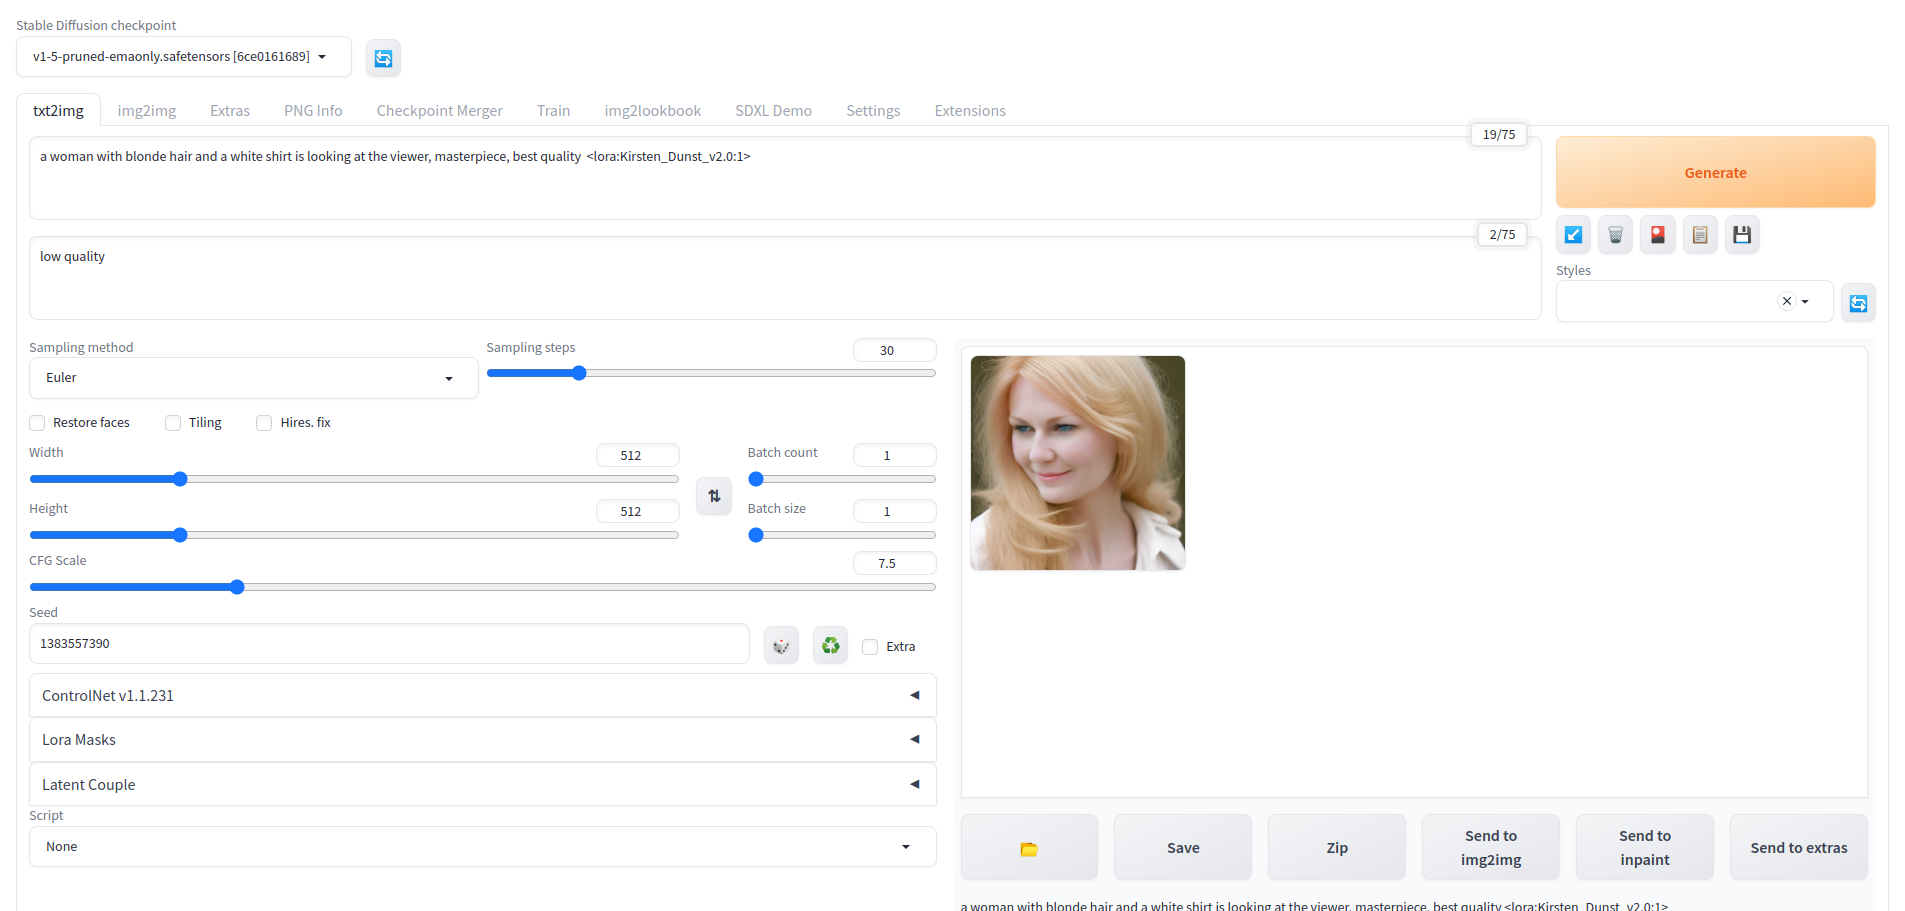 Stable Diffusion checkpoint
v1-5-pruned-emaonly.safetensors [6ce0161689]
txt2img img2img Extras PNG Info Checkpoint Merger Train img2lookbook SDXL Demo Settings Extensions
19/75
a woman with blonde hair and a white shirt is looking at the viewer, masterpiece, best quality <lora:Kirsten_Dunst_v2.0:1>
Generate
2/75
low quality
Styles
Sampling method
Euler
Sampling steps
30
Restore faces Tiling Hires. fix
Width
512
Batch count
1
Height
512
Batch size
1
CFG Scale
7.5
Seed
1383557390
Extra
ControlNet v1.1.231
Lora Masks
Latent Couple
Script
None
Save
Zip
Send to
img2img
Send to
inpaint
Send to extras
a woman with blonde hair and a white shirt is looking at the viewer, masterpiece, best quality <lora:Kirsten_Dunst_v2.0:1>